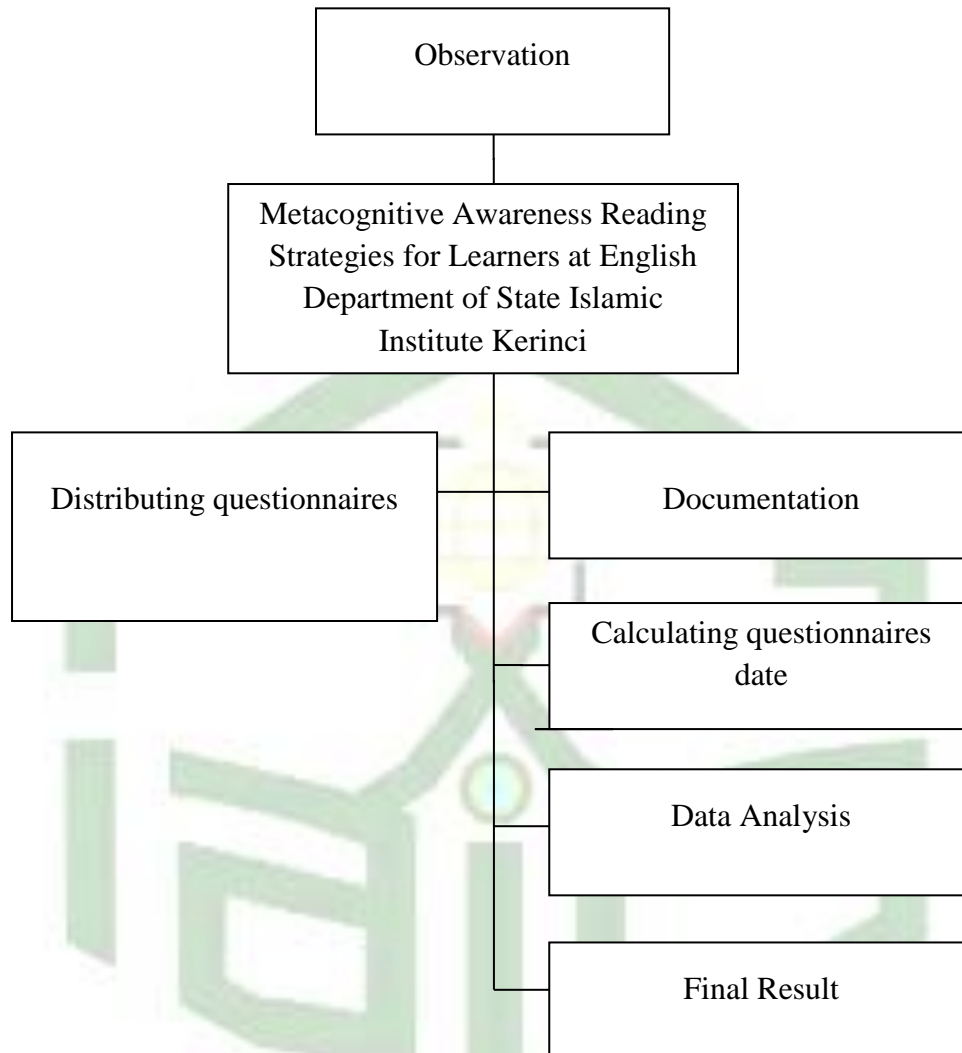 Observation
Metacognitive Awareness Reading
Strategies for Learners at English
Department of State Islamic
Institute Kerinci
Distributing questionnaires
Documentation
Calculating questionnaires
date
Data Analysis
Final Result